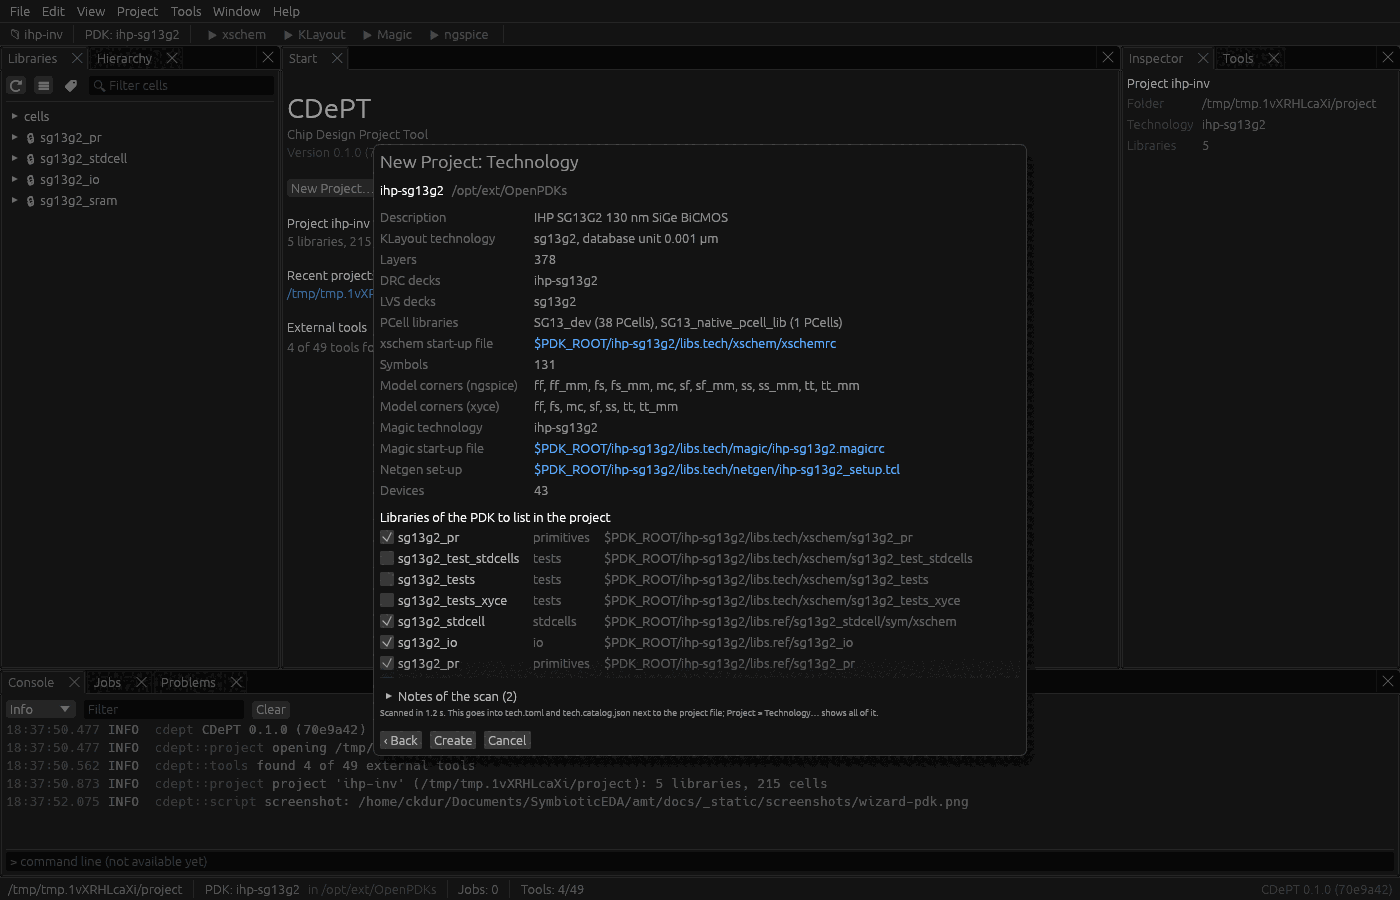 File Edit View Project Tools Window Help
ihp-inv PDK: ihp-sg13g2 xschem KLayout Magic ngspice
Libraries Hierarchy
Filter cells
cells
sg13g2_pr
sg13g2_stdcell
sg13g2_io
sg13g2_sram
Start
CDePT
Chip Design Project Tool
Version 0.1.0 (7
New Project...
Project ihp-inv
5 libraries, 215
Recent project
/tmp/tmp.1vXR
External tools
4 of 49 tools fo
New Project: Technology
ihp-sg13g2 /opt/ext/OpenPDKs
Description IHP SG13G2 130 nm SiGe BiCMOS
KLayout technology sg13g2, database unit 0.001 µm
Layers 378
DRC decks ihp-sg13g2
LVS decks sg13g2
PCell libraries SG13_dev (38 PCells), SG13_native_pcell_lib (1 PCells)
xschem start-up file $PDK_ROOT/ihp-sg13g2/libs.tech/xschem/xschemrc
Symbols 131
Model corners (ngspice) ff, ff_mm, fs, fs_mm, mc, sf, sf_mm, ss, ss_mm, tt, tt_mm
Model corners (xyce) ff, fs, mc, sf, ss, tt, tt_mm
Magic technology ihp-sg13g2
Magic start-up file $PDK_ROOT/ihp-sg13g2/libs.tech/magic/ihp-sg13g2.magicrc
Netgen set-up $PDK_ROOT/ihp-sg13g2/libs.tech/netgen/ihp-sg13g2_setup.tcl
Devices 43
Libraries of the PDK to list in the project
sg13g2_pr primitives $PDK_ROOT/ihp-sg13g2/libs.tech/xschem/sg13g2_pr
sg13g2_test_stdcells tests $PDK_ROOT/ihp-sg13g2/libs.tech/xschem/sg13g2_test_stdcells
sg13g2_tests tests $PDK_ROOT/ihp-sg13g2/libs.tech/xschem/sg13g2_tests
sg13g2_tests_xyce tests $PDK_ROOT/ihp-sg13g2/libs.tech/xschem/sg13g2_tests_xyce
sg13g2_stdcell stdcells $PDK_ROOT/ihp-sg13g2/libs.ref/sg13g2_stdcell/sym/xschem
sg13g2_io io $PDK_ROOT/ihp-sg13g2/libs.ref/sg13g2_io
sg13g2_pr primitives $PDK_ROOT/ihp-sg13g2/libs.ref/sg13g2_pr
Notes of the scan (2)
Scanned in 1.2 s. This goes into tech.toml and tech.catalog.json next to the project file; Project » Technology... shows all of it.
‹ Back Create Cancel
Inspector Tools
Project ihp-inv
Folder /tmp/tmp.1vXRHLcaXi/project
Technology ihp-sg13g2
Libraries 5
Console Jobs Problems
Info Filter Clear
18:37:50.477 INFO cdept CDePT 0.1.0 (70e9a42)
18:37:50.477 INFO cdept::project opening /tmp/
18:37:50.562 INFO cdept::tools found 4 of 49 external tools
18:37:50.873 INFO cdept::project project 'ihp-inv' (/tmp/tmp.1vXRHLcaXi/project): 5 libraries, 215 cells
18:37:52.075 INFO cdept::script screenshot: /home/ckdur/Documents/SymbioticEDA/amt/docs/_static/screenshots/wizard-pdk.png
> command line (not available yet)
/tmp/tmp.1vXRHLcaXi/project PDK: ihp-sg13g2 in /opt/ext/OpenPDKs Jobs: 0 Tools: 4/49 CDePT 0.1.0 (70e9a42)